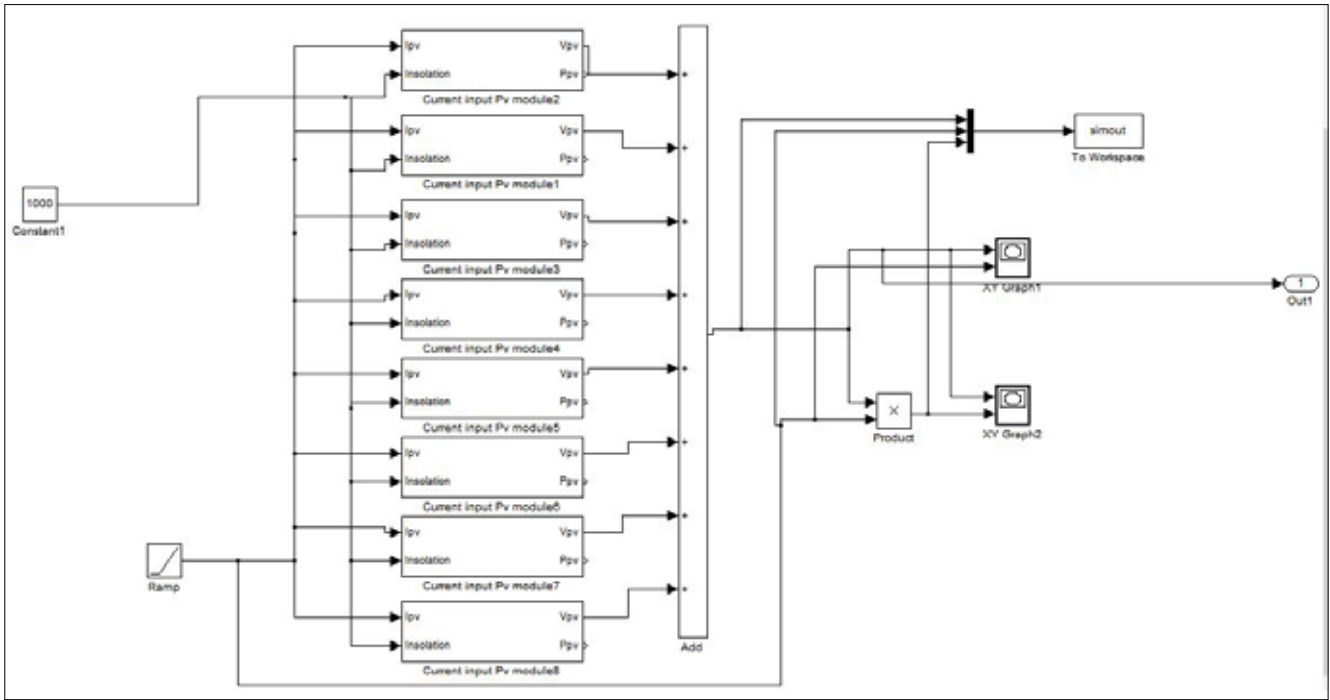 Ipv Vpv
Insolation Ppv
Current input Pv module2
Ipv Vpv
Insolation Ppv
Current input Pv module1
1000
Constant1
Ipv Vpv
Insolation Ppv
Current input Pv module3
Ipv Vpv
Insolation Ppv
Current input Pv module4
Ipv Vpv
Insolation Ppv
Current input Pv module5
Ipv Vpv
Insolation Ppv
Current input Pv module6
Ipv Vpv
Insolation Ppv
Current input Pv module7
Ramp
Ipv Vpv
Insolation Ppv
Current input Pv module8
+
+
+
+
+
+
+
+
Add
simout
To Workspace
XY Graph1
1
Out1
×
Product
XY Graph2